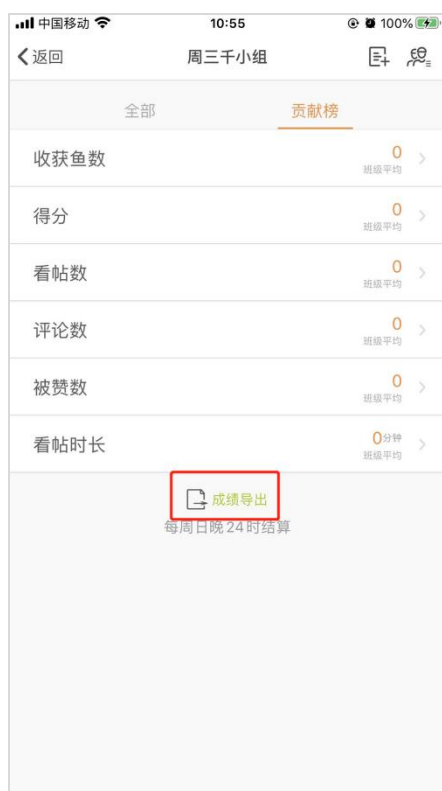 中国移动 10:55 100%
返回 周三千小组
全部 贡献榜
收获鱼数 0
班级平均
得分 0
班级平均
看帖数 0
班级平均
评论数 0
班级平均
被赞数 0
班级平均
看帖时长 0分钟
班级平均
成绩导出
每周日晚24时结算